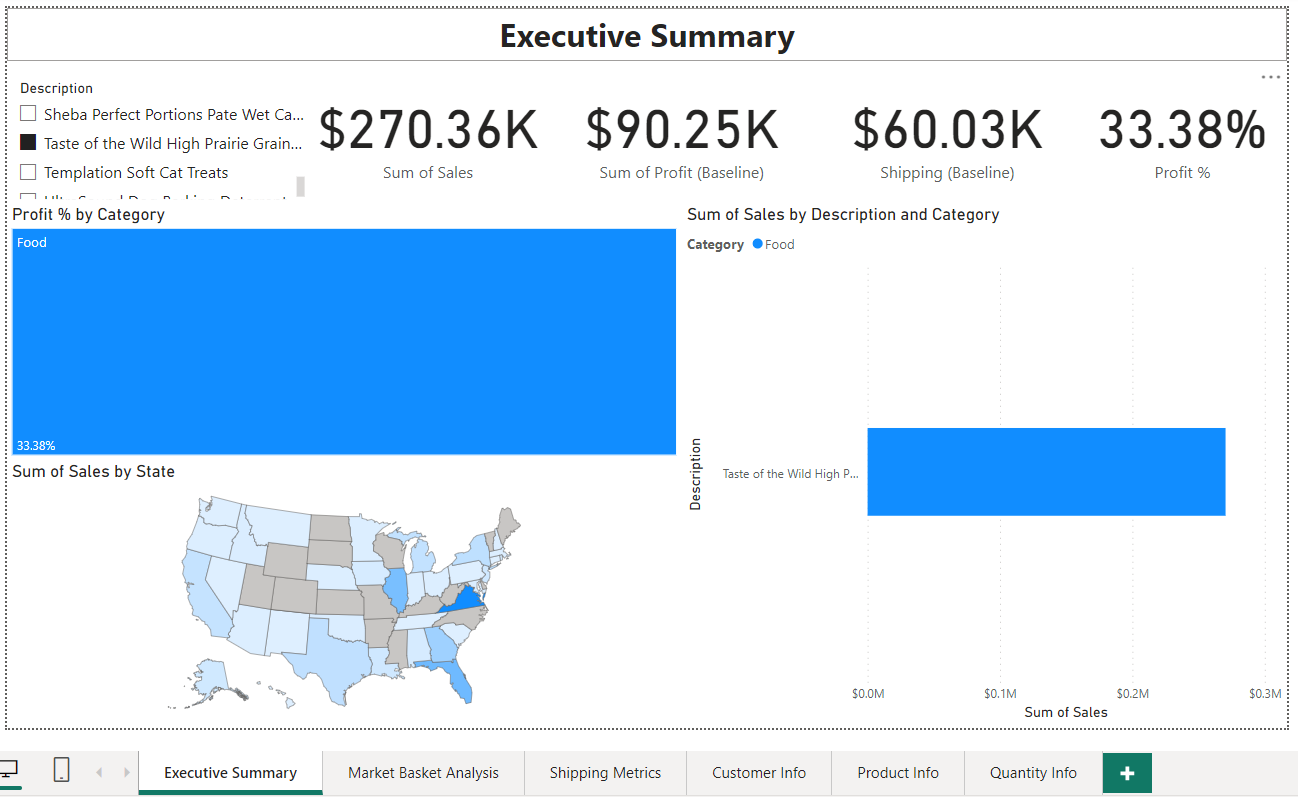 Executive Summary
Description
Sheba Perfect Portions Pate Wet Ca...
Taste of the Wild High Prairie Grain...
Templation Soft Cat Treats
$270.36K
Sum of Sales
$90.25K
Sum of Profit (Baseline)
$60.03K
Shipping (Baseline)
33.38%
Profit %
Profit % by Category
Food
33.38%
Sum of Sales by State
Sum of Sales by Description and Category
Category Food
Description
Taste of the Wild High P...
$0.0M $0.1M $0.2M $0.3M
Sum of Sales
Executive Summary
Market Basket Analysis
Shipping Metrics
Customer Info
Product Info
Quantity Info